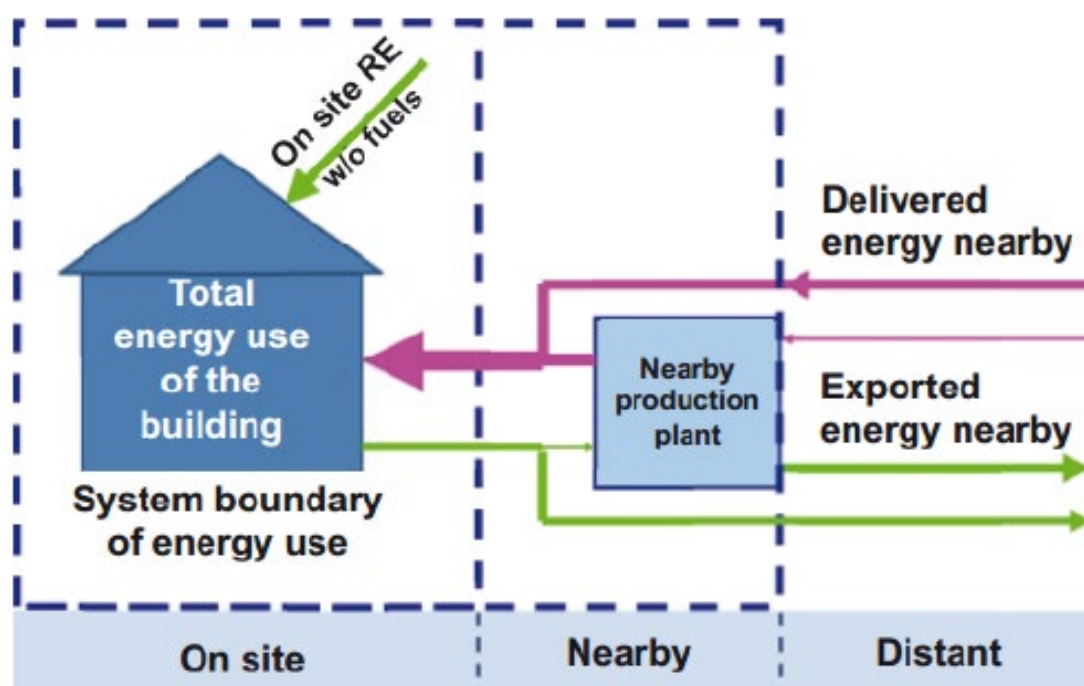 On site RE
w/o fuels
Total
energy use
of the
building
System boundary
of energy use
Nearby
production
plant
Delivered
energy nearby
Exported
energy nearby
On site
Nearby
Distant